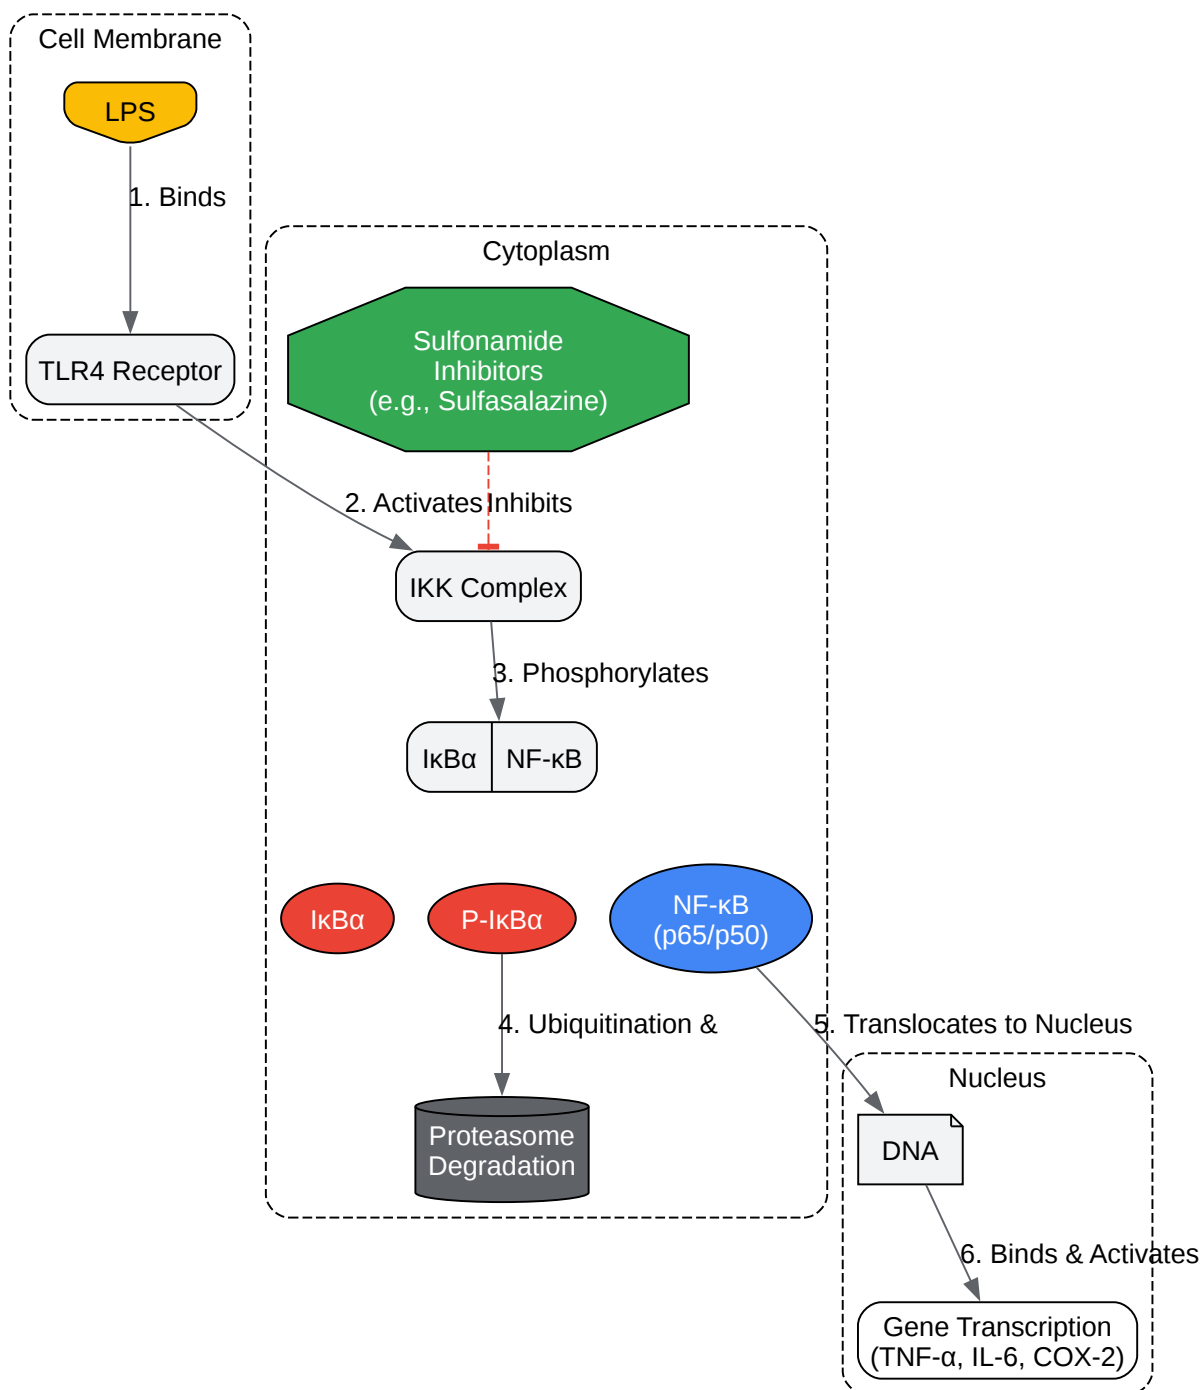 Cell Membrane
LPS
1. Binds
TLR4 Receptor
Cytoplasm
Sulfonamide
Inhibitors
(e.g., Sulfasalazine)
2. Activates
Inhibits
IKK Complex
3. Phosphorylates
IκBα
NF-κB
IκBα
P-IκBα
NF-κB
(p65/p50)
4. Ubiquitination &
5. Translocates to Nucleus
Proteasome
Degradation
Nucleus
DNA
6. Binds & Activates
Gene Transcription
(TNF-α, IL-6, COX-2)